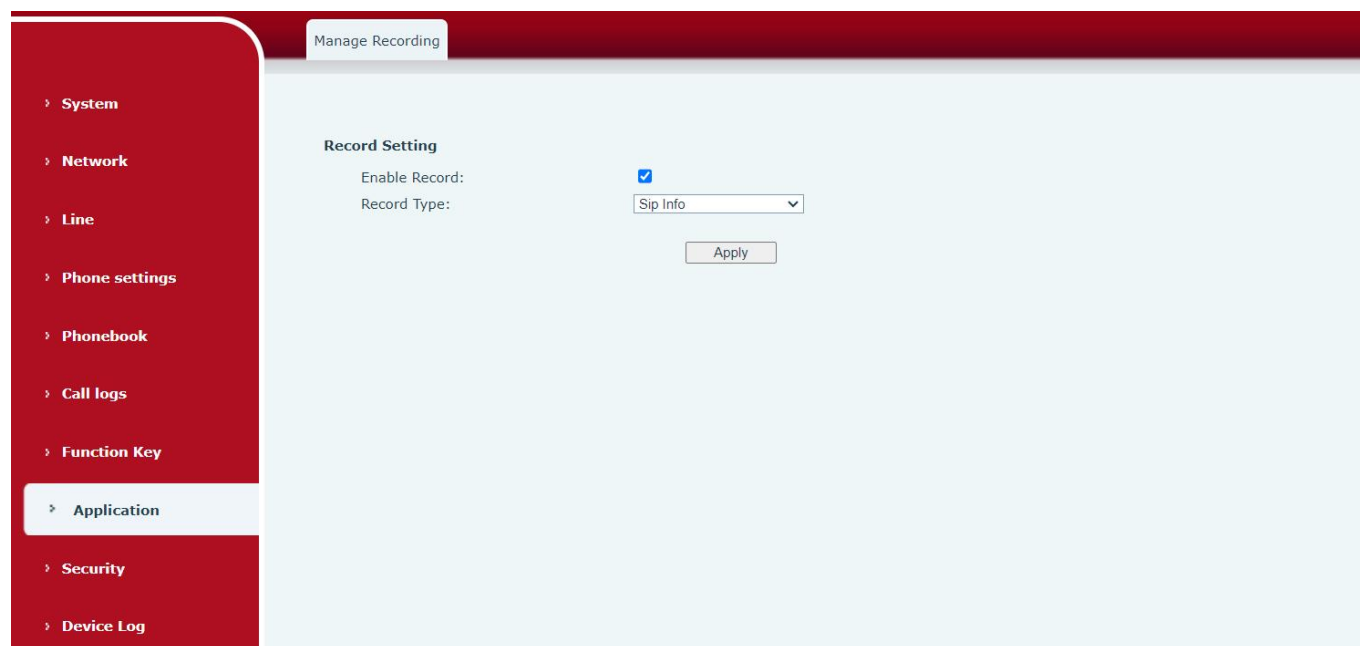 Manage Recording
System
Network
Line
Phone settings
Phonebook
Call logs
Function Key
Application
Security
Device Log
Record Setting
Enable Record:
Record Type: Sip Info
Apply